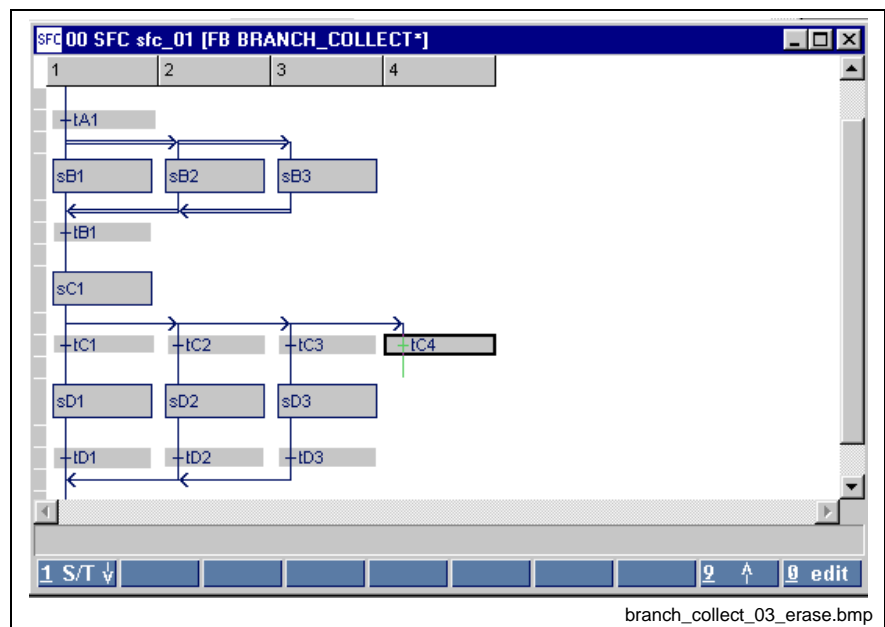 SFC 00 SFC sfc_01 [FB BRANCH_COLLECT*]
1 2 3 4
tA1
sB1 sB2 sB3
tB1
sC1
tC1 tC2 tC3 tC4
sD1 sD2 sD3
tD1 tD2 tD3
1 S/T 9 0 edit
branch_collect_03_erase.bmp